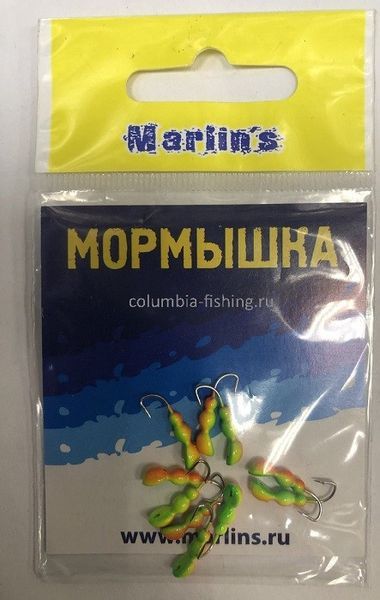 Marlin's
МОРМЫШКА
columbia-fishing.ru
www.marlins.ru